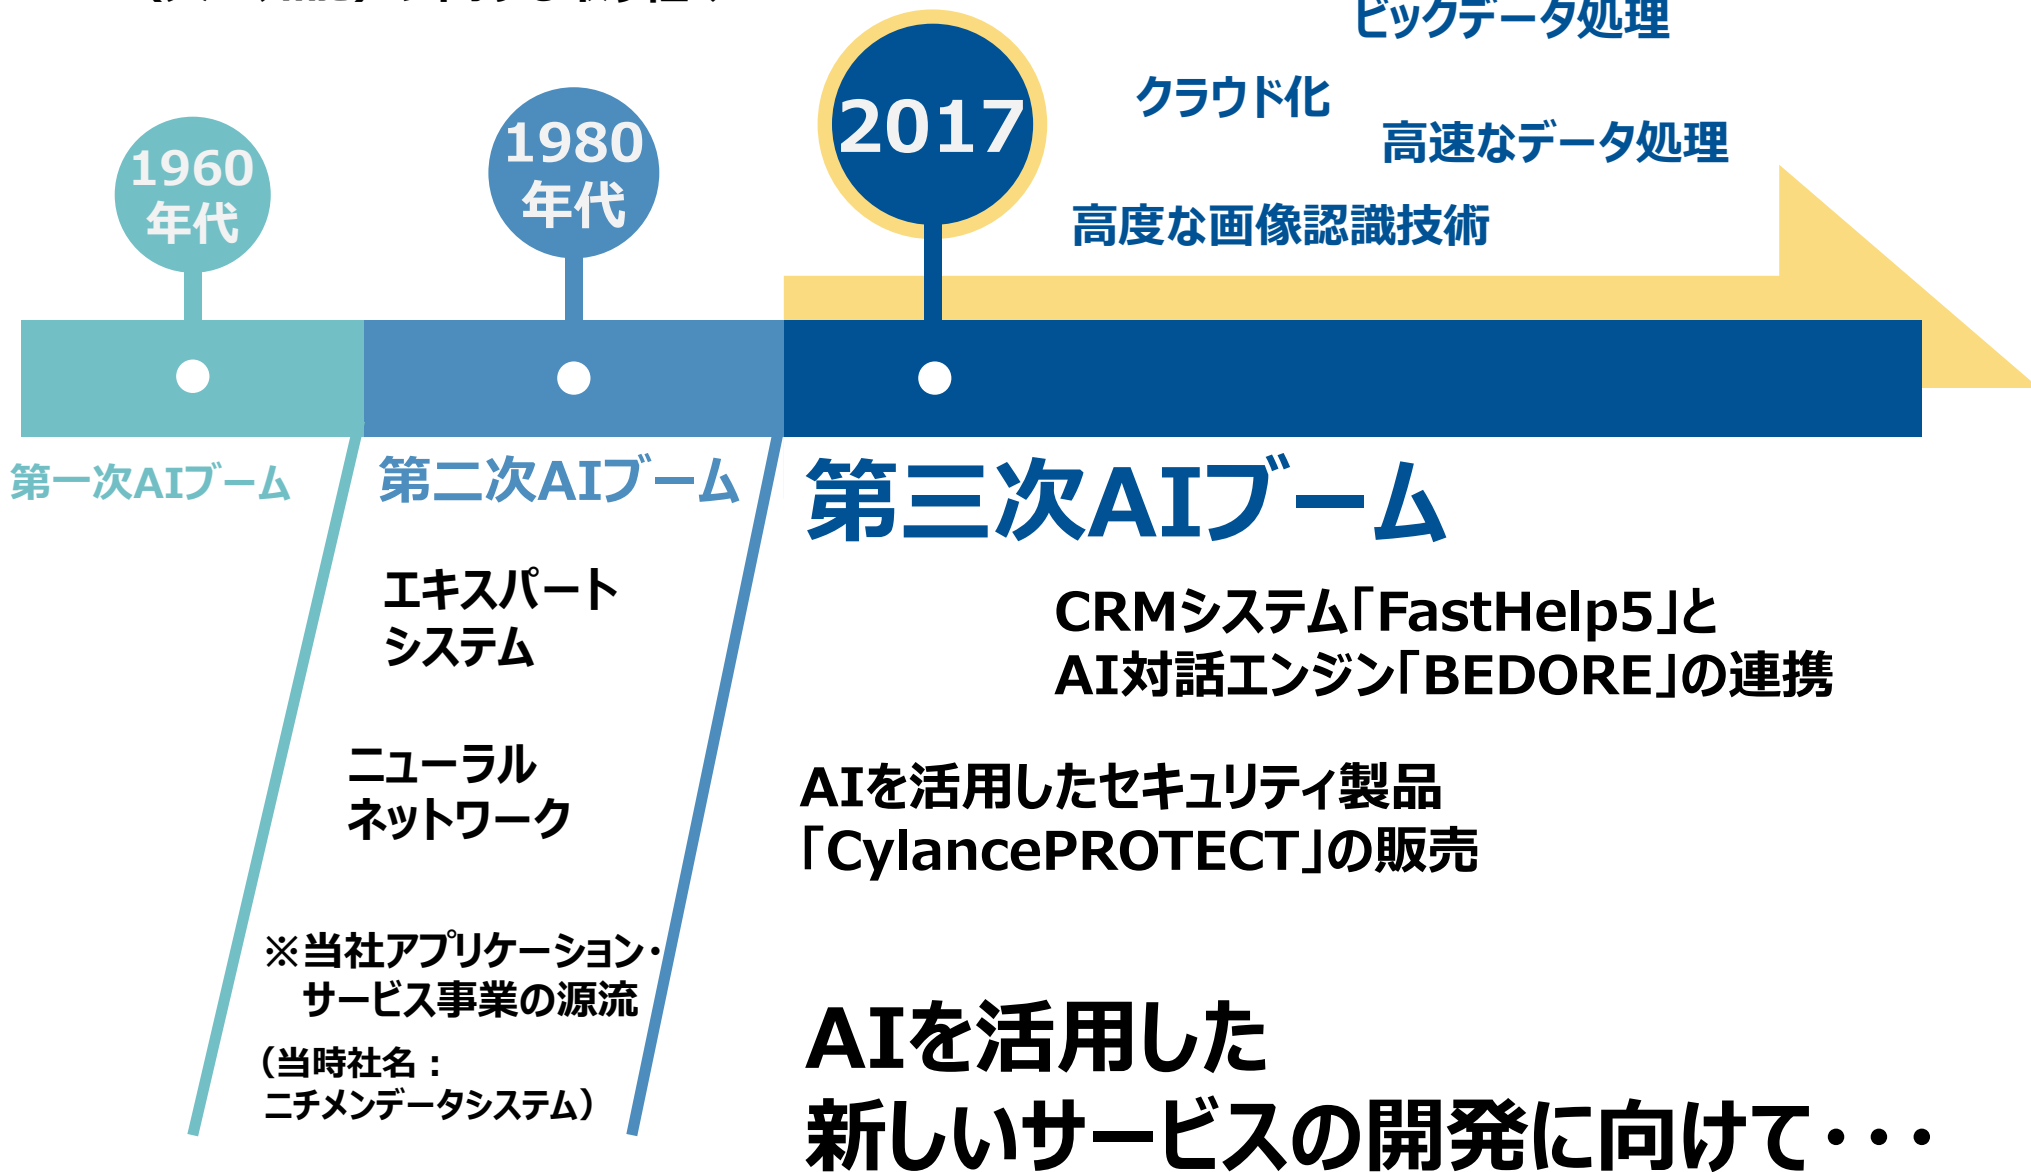 ビックデータ処理
クラウド化
高速なデータ処理
高度な画像認識技術
1960
年代
1980
年代
2017
第一次AIブーム
第二次AIブーム
第三次AIブーム
エキスパート
システム
ニューラル
ネットワーク
※当社アプリケーション・
サービス事業の源流
（当時社名：
ニチメンデータシステム）
CRMシステム「FastHelp5」と
AI対話エンジン「BEDORE」の連携
AIを活用したセキュリティ製品
「CylancePROTECT」の販売
AIを活用した
新しいサービスの開発に向けて・・・